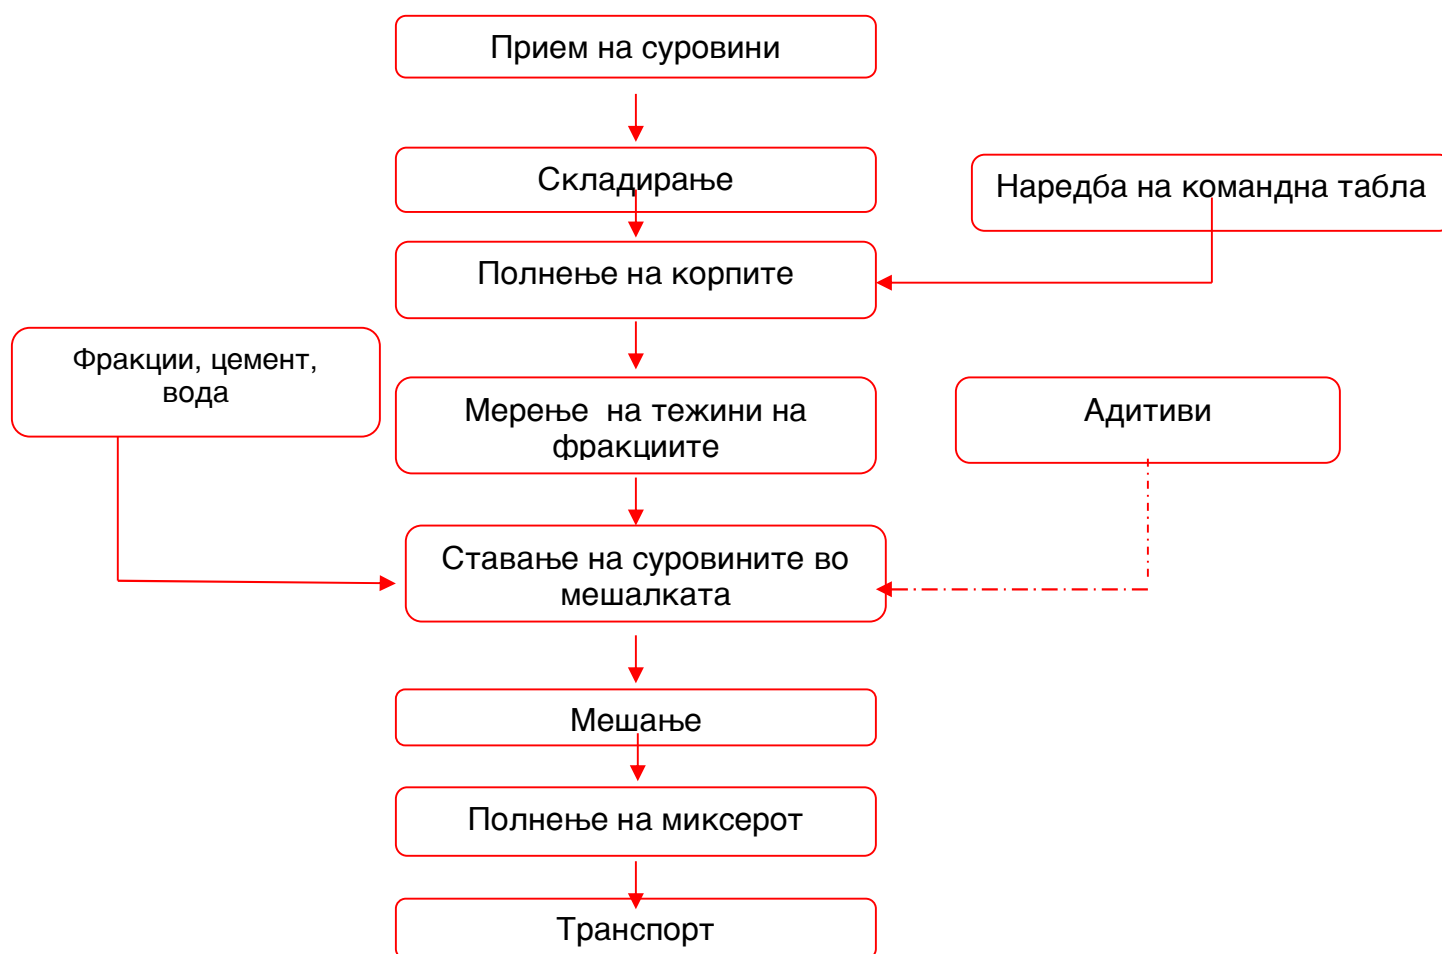 Прием на суровини
Складирање
Наредба на командна табла
Полнење на корпите
Фракции, цемент,
вода
Мерење  на тежини на
фракциите
Адитиви
Ставање на суровините во
мешалката
Мешање
Полнење на миксерот
Транспорт